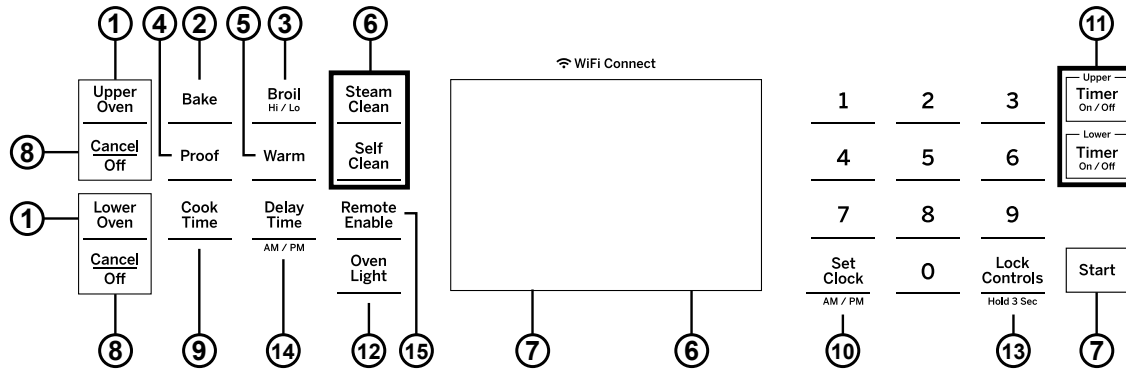 1
4
2
5
3
6
11
WiFi Connect
Upper
Oven
Bake
Broil
Hi / Lo
Steam
Clean
1
2
3
Upper
Timer
On / Off
8
Cancel
Off
Proof
Warm
Self
Clean
4
5
6
Lower
Timer
On / Off
1
Lower
Oven
Cook
Time
Delay
Time
AM / PM
Remote
Enable
7
8
9
Cancel
Off
Oven
Light
Set
Clock
AM / PM
0
Lock
Controls
Hold 3 Sec
Start
8
9
14
12
15
7
6
10
13
7